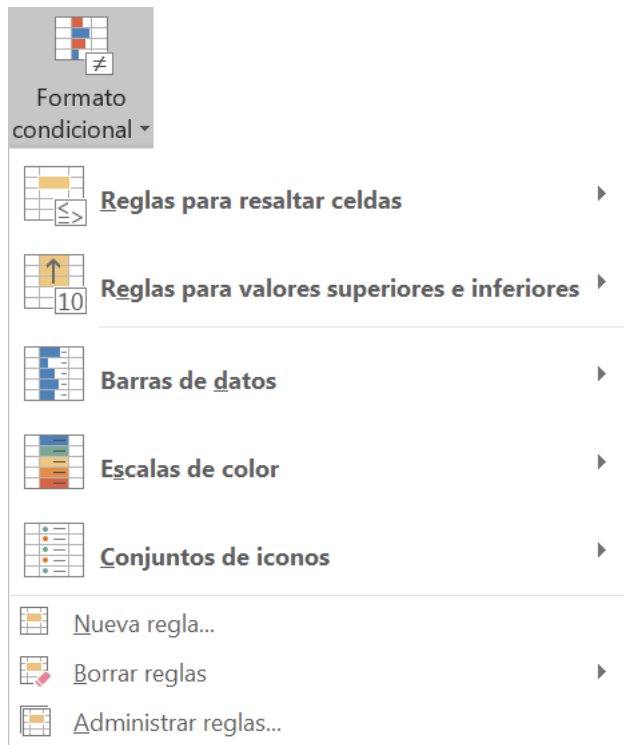 ≠
Formato
condicional
≤
>
Reglas para resaltar celdas
10
Reglas para valores superiores e inferiores
Barras de datos
Escalas de color
Conjuntos de iconos
Nueva regla...
Borrar reglas
Administrar reglas...